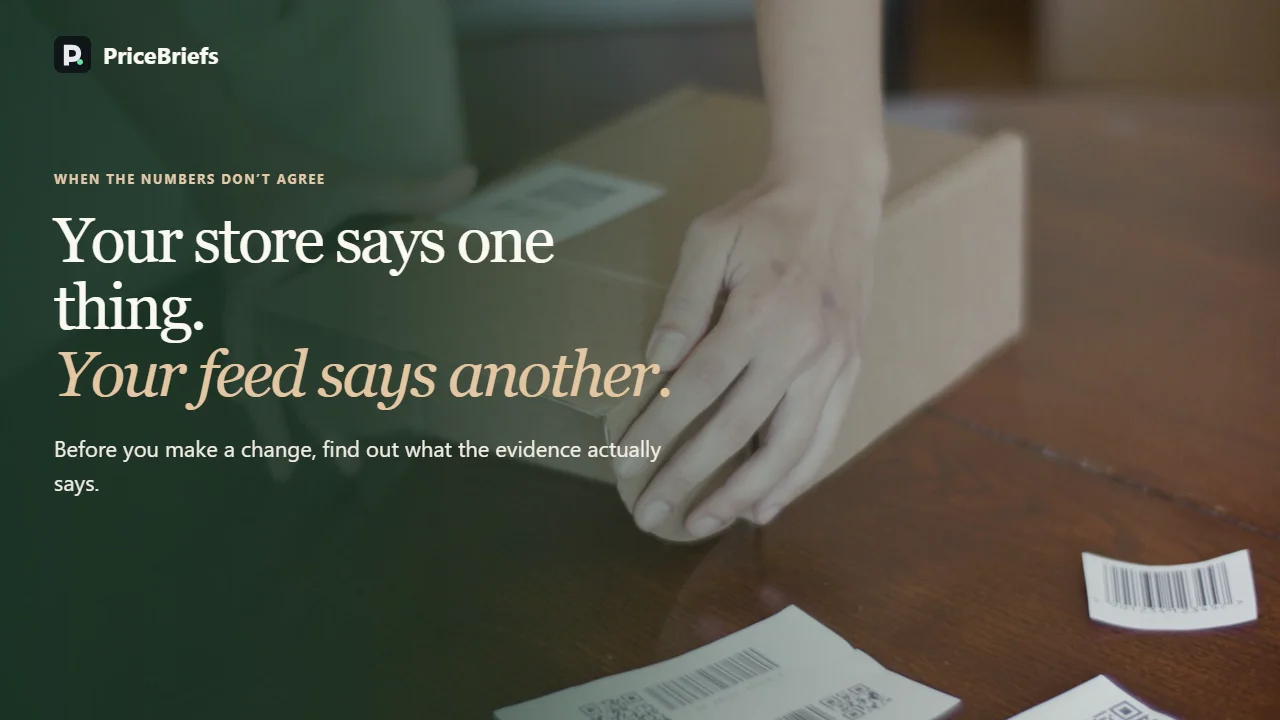 PriceBriefs
WHEN THE NUMBERS DON’T AGREE
Your store says one
thing.
Your feed says another.
Before you make a change, find out what the evidence actually
says.